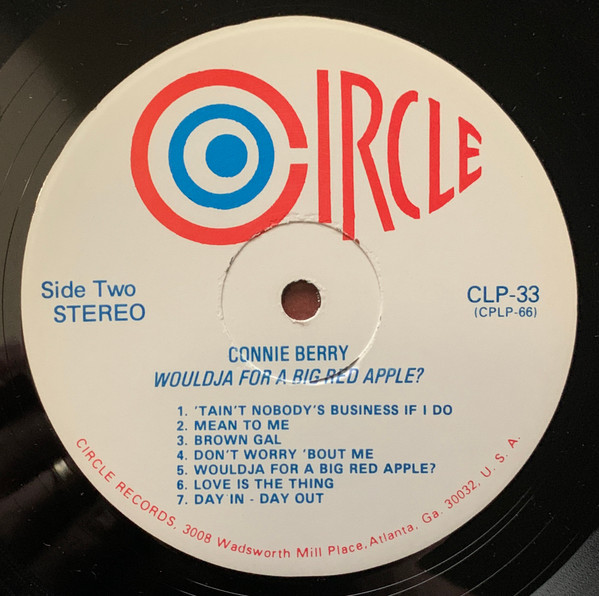 CIRCLE
Side Two
STEREO
CLP-33
(CPLP-66)
CONNIE BERRY
WOULDJA FOR A BIG RED APPLE?
1. 'TAIN'T NOBODY'S BUSINESS IF I DO
2. MEAN TO ME
3. BROWN GAL
4. DON'T WORRY 'BOUT ME
5. WOULDJA FOR A BIG RED APPLE?
6. LOVE IS THE THING
7. DAY IN - DAY OUT
CIRCLE RECORDS, 3008 Wadsworth Mill Place, Atlanta, Ga. 30032, U. S. A.